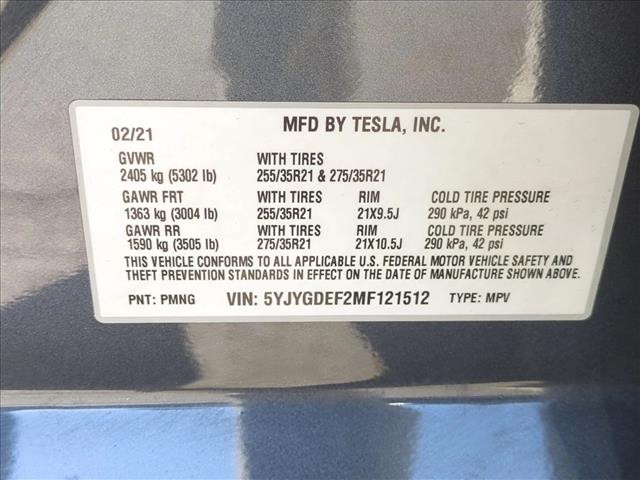 02/21 MFD BY TESLA, INC.
GVWR WITH TIRES
2405 kg (5302 lb) 255/35R21 & 275/35R21
GAWR FRT WITH TIRES RIM COLD TIRE PRESSURE
1363 kg (3004 lb) 255/35R21 21X9.5J 290 kPa, 42 psi
GAWR RR WITH TIRES RIM COLD TIRE PRESSURE
1590 kg (3505 lb) 275/35R21 21X10.5J 290 kPa, 42 psi
THIS VEHICLE CONFORMS TO ALL APPLICABLE U.S. FEDERAL MOTOR VEHICLE SAFETY AND
THEFT PREVENTION STANDARDS IN EFFECT ON THE DATE OF MANUFACTURE SHOWN ABOVE.
PNT: PMNG VIN: 5YJYGDEF2MF121512 TYPE: MPV